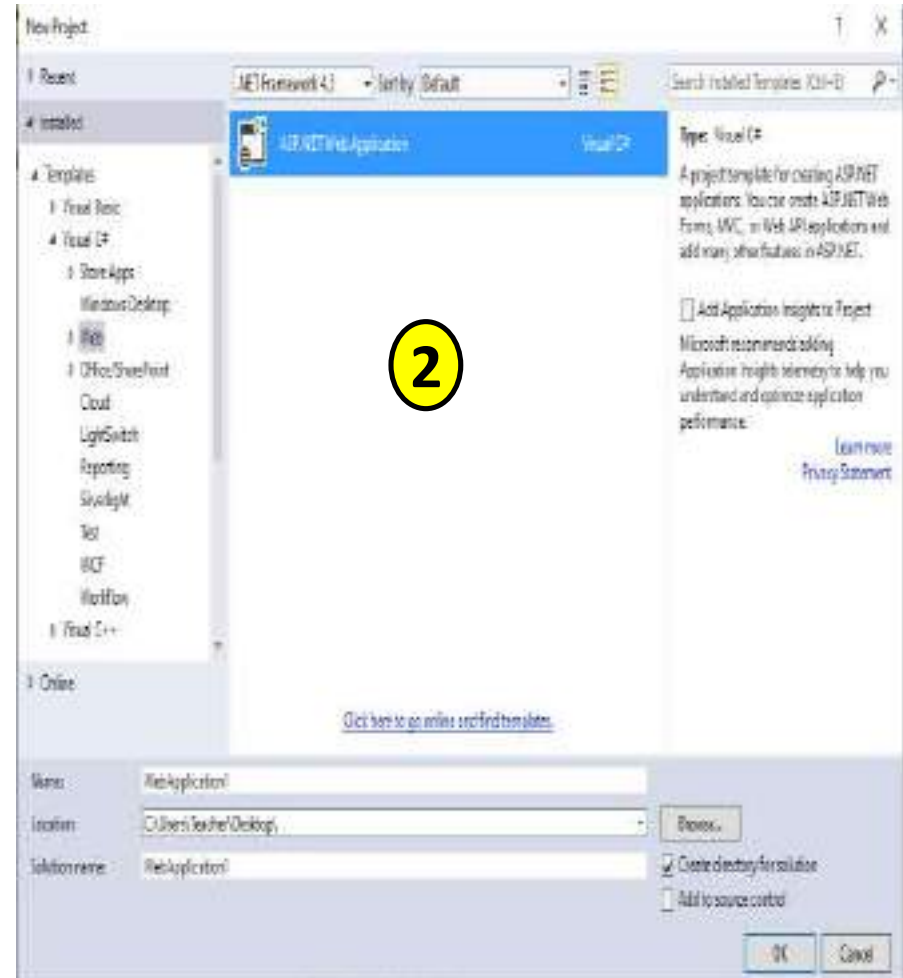 New Project
? X
Recent
.NET Framework 4.5 Sort by: Default
Search Installed Templates (Ctrl+E)
Installed
ASP.NET Web Application Visual C#
Type: Visual C#
A project template for creating ASP.NET
applications. You can create ASP.NET Web
Forms, MVC, or Web API applications and
add many other features in ASP.NET.
Templates
Visual Basic
Visual C#
Store Apps
Windows Desktop
Web
Office/SharePoint
Cloud
LightSwitch
Reporting
Silverlight
Test
WCF
Workflow
Visual C++
Online
2
Add Application Insights to Project
Microsoft recommends adding
Application Insights telemetry to help you
understand and optimize application
performance.
Learn more
Privacy Statement
Click here to go online and find templates.
Name: WebApplication1
Location: C:\Users\Teacher\Desktop\
Browse...
Solution name: WebApplication1
Create directory for solution
Add to source control
OK Cancel